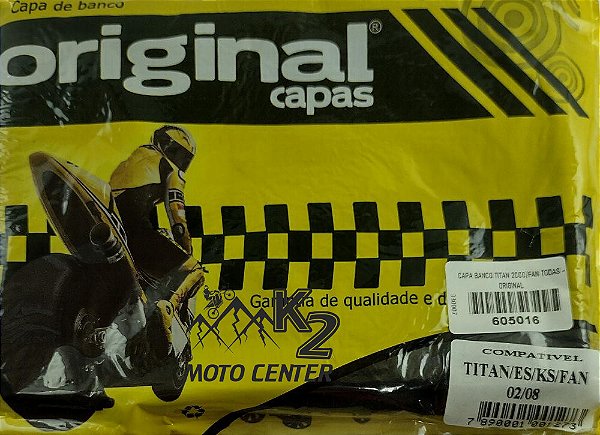 Capa de banco
original®
capas
Garantia de qualidade e d
K2
MOTO CENTER
CAPA BANCO TITAN 2000/FAN TODAS -
ORIGINAL
605016
COMPATIVEL
TITAN/ES/KS/FAN
02/08